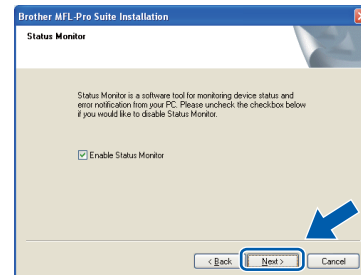 Brother MFL-Pro Suite Installation
Status Monitor
Status Monitor is a software tool for monitoring device status and
error notification from your PC. Please uncheck the checkbox below
if you would like to disable Status Monitor.
Enable Status Monitor
< Back
Next >
Cancel